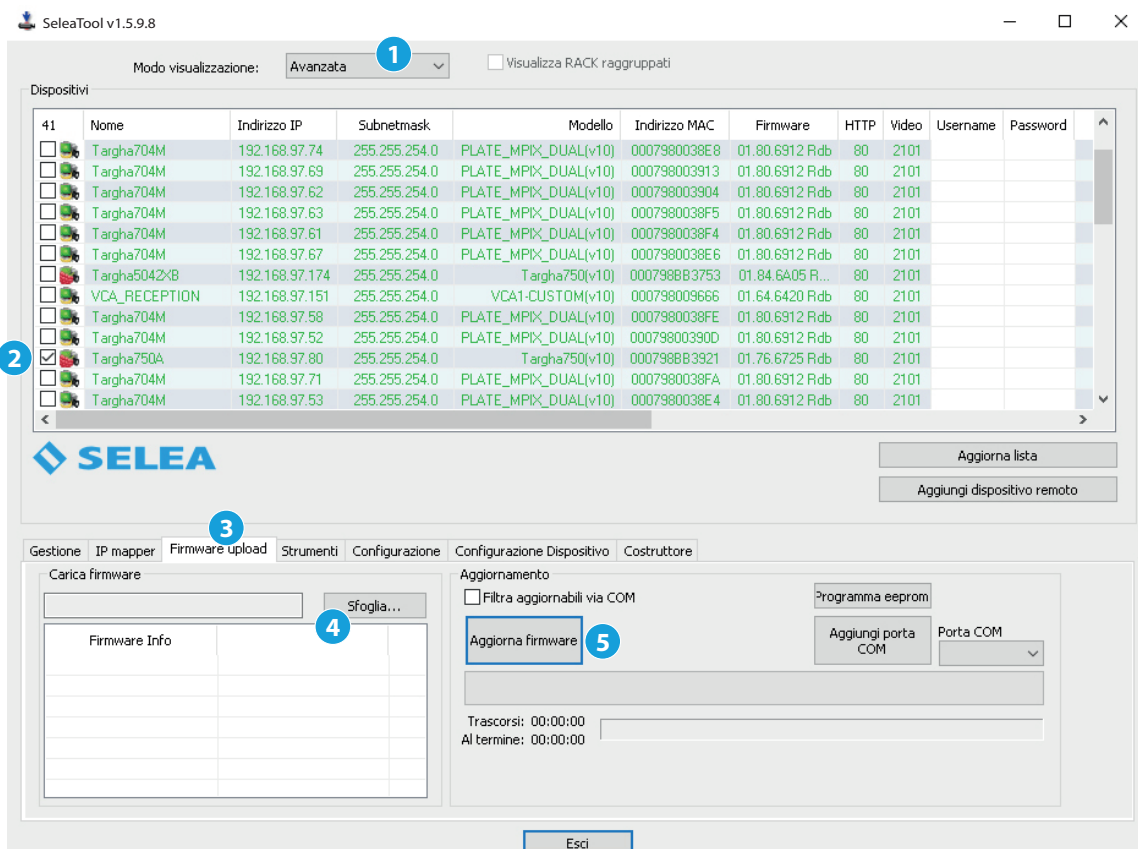 SeleaTool v1.5.9.8
1
Modo visualizzazione: Avanzata Visualizza RACK raggruppati
Dispositivi
41 Nome Indirizzo IP Subnetmask Modello Indirizzo MAC Firmware HTTP Video Username Password
Targha704M 192.168.97.74 255.255.254.0 PLATE_MPIX_DUAL(v10) 0007980038E8 01.80.6912 Rdb 80 2101
Targha704M 192.168.97.69 255.255.254.0 PLATE_MPIX_DUAL(v10) 000798003913 01.80.6912 Rdb 80 2101
Targha704M 192.168.97.62 255.255.254.0 PLATE_MPIX_DUAL(v10) 000798003904 01.80.6912 Rdb 80 2101
Targha704M 192.168.97.63 255.255.254.0 PLATE_MPIX_DUAL(v10) 0007980038F5 01.80.6912 Rdb 80 2101
Targha704M 192.168.97.61 255.255.254.0 PLATE_MPIX_DUAL(v10) 0007980038F4 01.80.6912 Rdb 80 2101
Targha704M 192.168.97.67 255.255.254.0 PLATE_MPIX_DUAL(v10) 0007980038E6 01.80.6912 Rdb 80 2101
Targha5042XB 192.168.97.174 255.255.254.0 Targha750(v10) 000798BB3753 01.84.6A05 R... 80 2101
VCA_RECEPTION 192.168.97.151 255.255.254.0 VCA1-CUSTOM(v10) 000798009666 01.64.6420 Rdb 80 2101
Targha704M 192.168.97.58 255.255.254.0 PLATE_MPIX_DUAL(v10) 0007980038FE 01.80.6912 Rdb 80 2101
Targha704M 192.168.97.52 255.255.254.0 PLATE_MPIX_DUAL(v10) 00079800390D 01.80.6912 Rdb 80 2101
2 Targha750A 192.168.97.80 255.255.254.0 Targha750(v10) 000798BB3921 01.76.6725 Rdb 80 2101
Targha704M 192.168.97.71 255.255.254.0 PLATE_MPIX_DUAL(v10) 0007980038FA 01.80.6912 Rdb 80 2101
Targha704M 192.168.97.53 255.255.254.0 PLATE_MPIX_DUAL(v10) 0007980038E4 01.80.6912 Rdb 80 2101
SELEA
Aggiorna lista
Aggiungi dispositivo remoto
3
Gestione IP mapper Firmware upload Strumenti Configurazione Configurazione Dispositivo Costruttore
Carica firmware
Sfoglia...
4
Firmware Info
Aggiornamento
Filtra aggiornabili via COM
Programma eeprom
Aggiorna firmware 5
Aggiungi porta COM
Porta COM
Trascorsi: 00:00:00
Al termine: 00:00:00
Esci